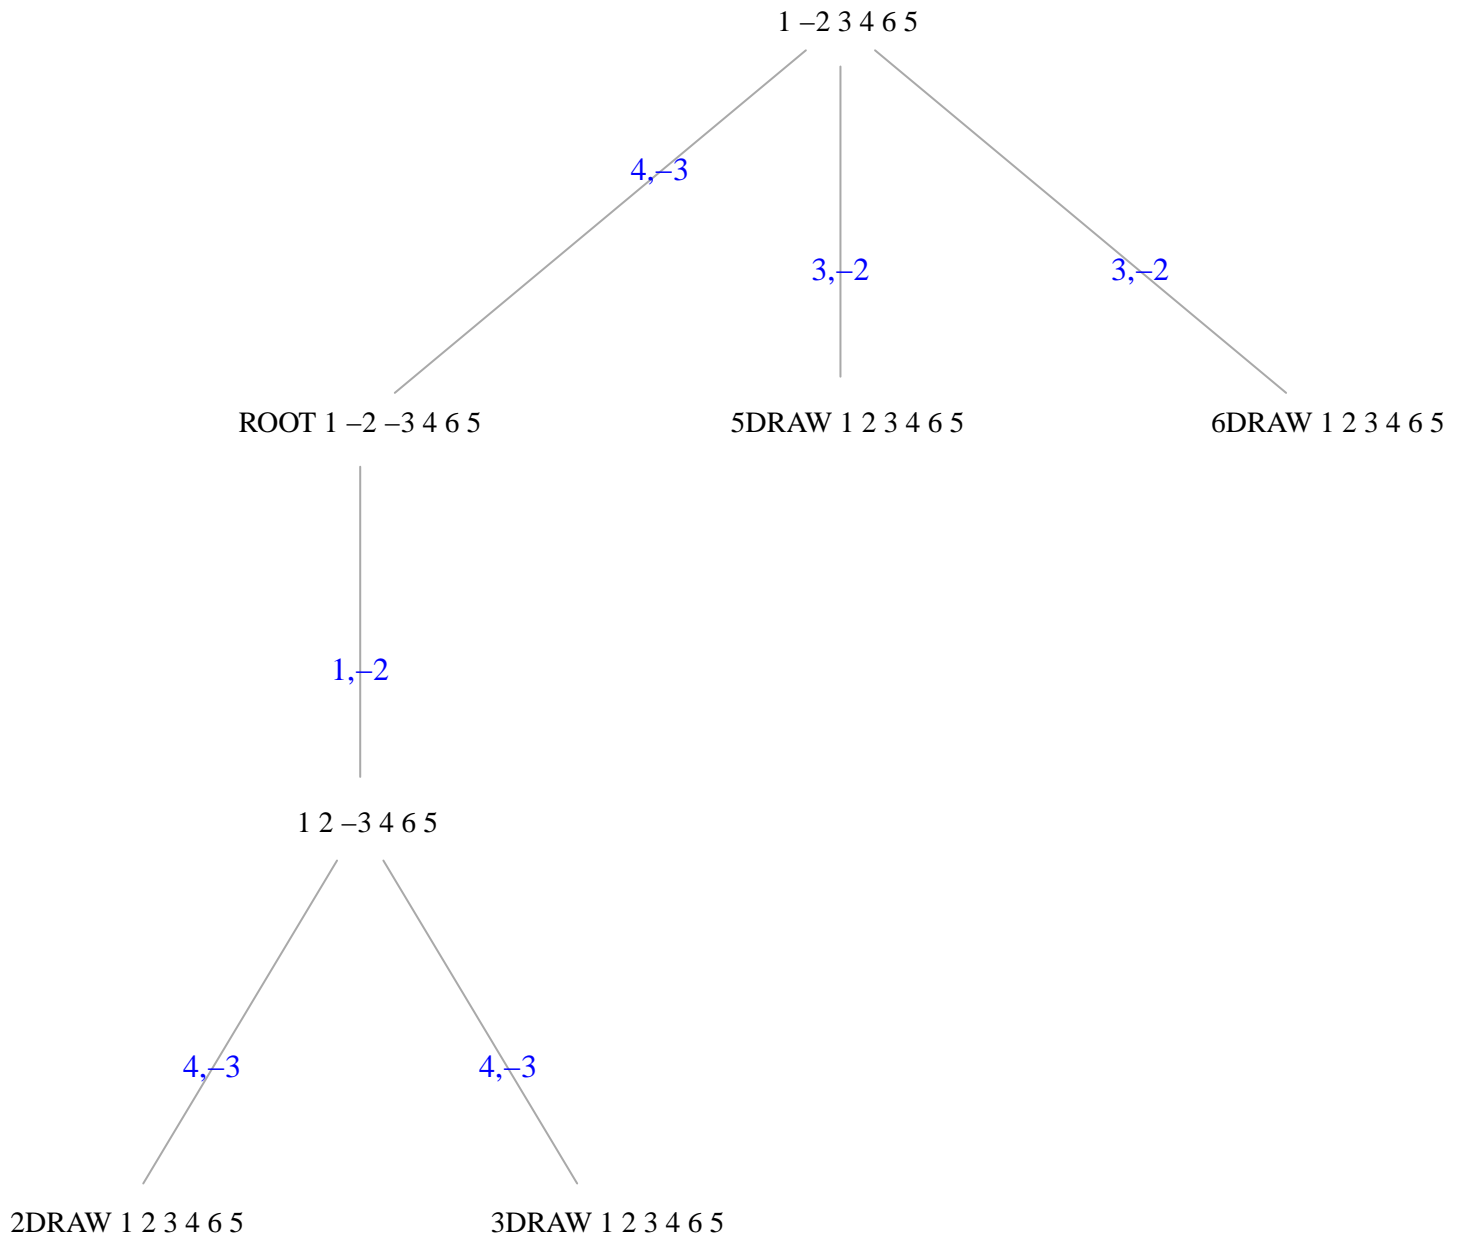 1 –2 3 4 6 5
4,–3
3,–2
3,–2
ROOT 1 –2 –3 4 6 5
5DRAW 1 2 3 4 6 5
6DRAW 1 2 3 4 6 5
1,–2
1 2 –3 4 6 5
4,–3
4,–3
2DRAW 1 2 3 4 6 5
3DRAW 1 2 3 4 6 5